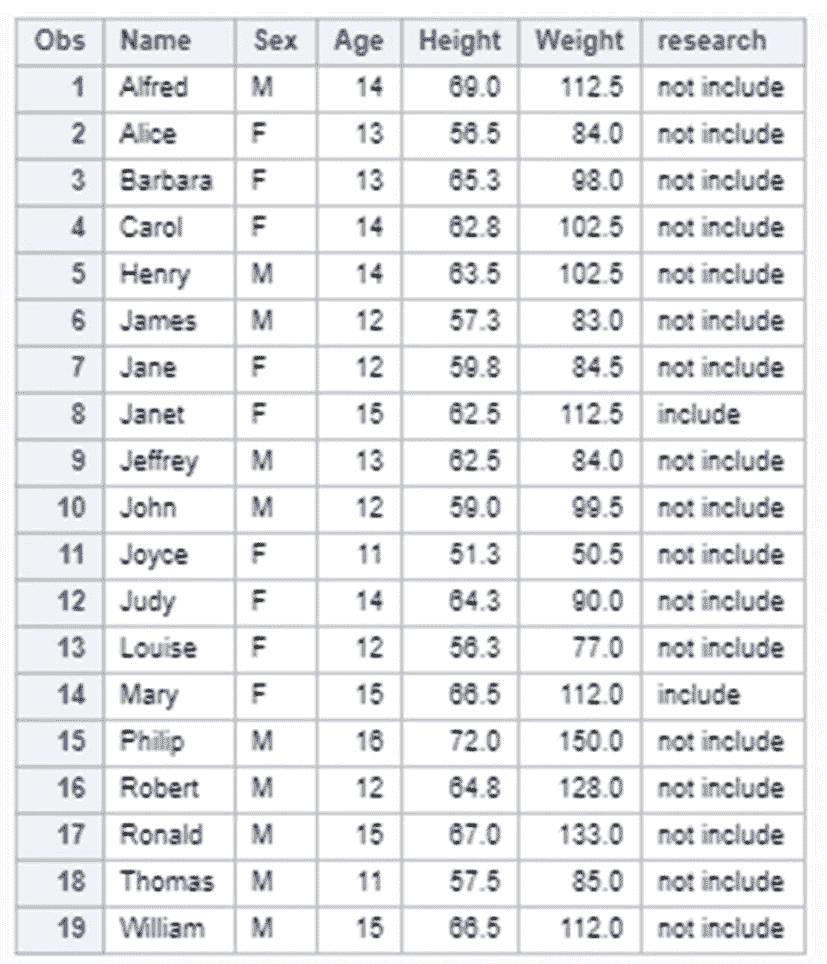 Obs Name Sex Age Height Weight research
1 Alfred M 14 69.0 112.5 not include
2 Alice F 13 56.5 84.0 not include
3 Barbara F 13 65.3 98.0 not include
4 Carol F 14 62.8 102.5 not include
5 Henry M 14 63.5 102.5 not include
6 James M 12 57.3 83.0 not include
7 Jane F 12 59.8 84.5 not include
8 Janet F 15 62.5 112.5 include
9 Jeffrey M 13 62.5 84.0 not include
10 John M 12 59.0 99.5 not include
11 Joyce F 11 51.3 50.5 not include
12 Judy F 14 64.3 90.0 not include
13 Louise F 12 56.3 77.0 not include
14 Mary F 15 66.5 112.0 include
15 Philip M 16 72.0 150.0 not include
16 Robert M 12 64.8 128.0 not include
17 Ronald M 15 67.0 133.0 not include
18 Thomas M 11 57.5 85.0 not include
19 William M 15 66.5 112.0 not include